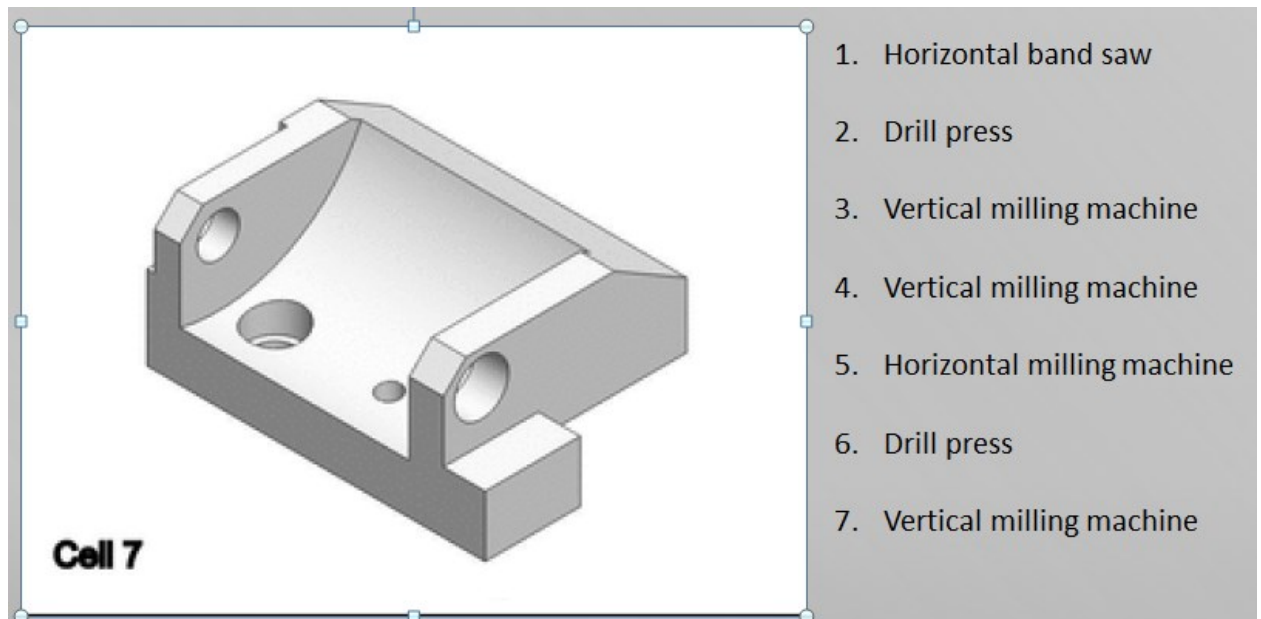 1. Horizontal band saw
2. Drill press
3. Vertical milling machine
4. Vertical milling machine
5. Horizontal milling machine
6. Drill press
7. Vertical milling machine
Cell 7